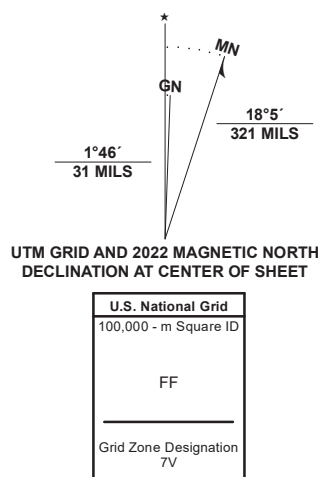 ★
MN
GN
18°5´
321 MILS
1°46´
31 MILS
UTM GRID AND 2022 MAGNETIC NORTH
DECLINATION AT CENTER OF SHEET
U.S. National Grid
100,000 - m Square ID
FF
Grid Zone Designation
7V